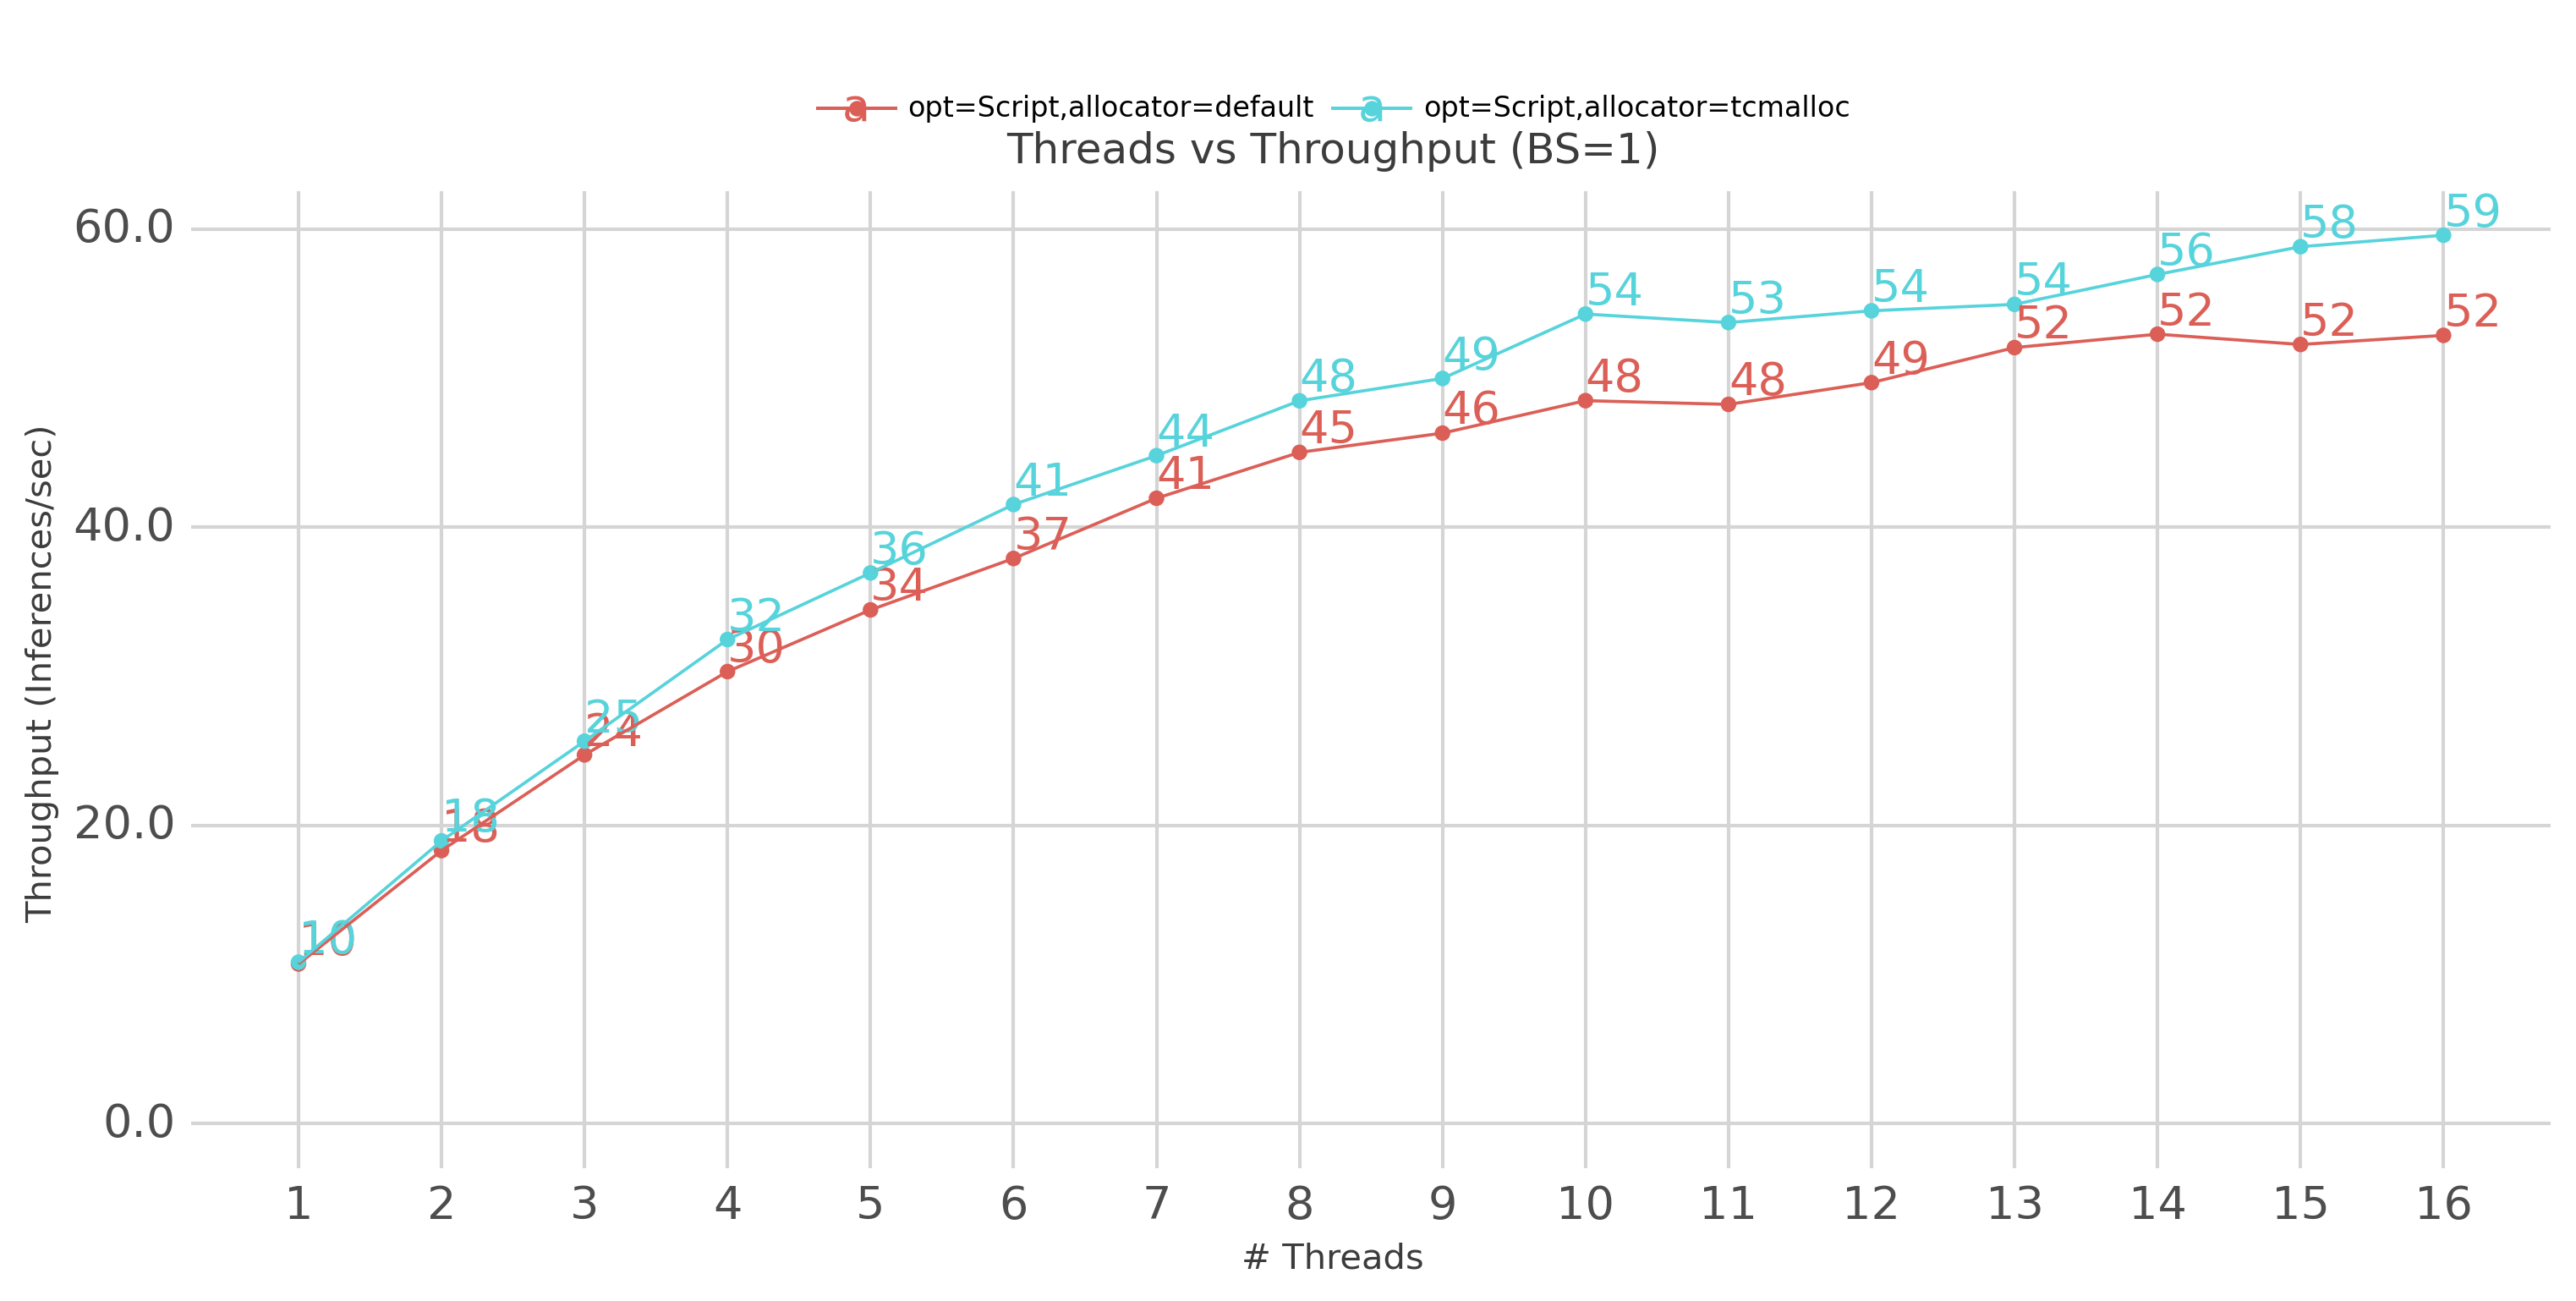 a opt=Script,allocator=default a opt=Script,allocator=tcmalloc
Threads vs Throughput (BS=1)
Throughput (Inferences/sec)
60.0
40.0
20.0
0.0
10 18 25 32 36 41 44 48 49 54 53 54 54 56 58 59
10 18 24 30 34 37 41 45 46 48 48 49 52 52 52 52
1 2 3 4 5 6 7 8 9 10 11 12 13 14 15 16
# Threads